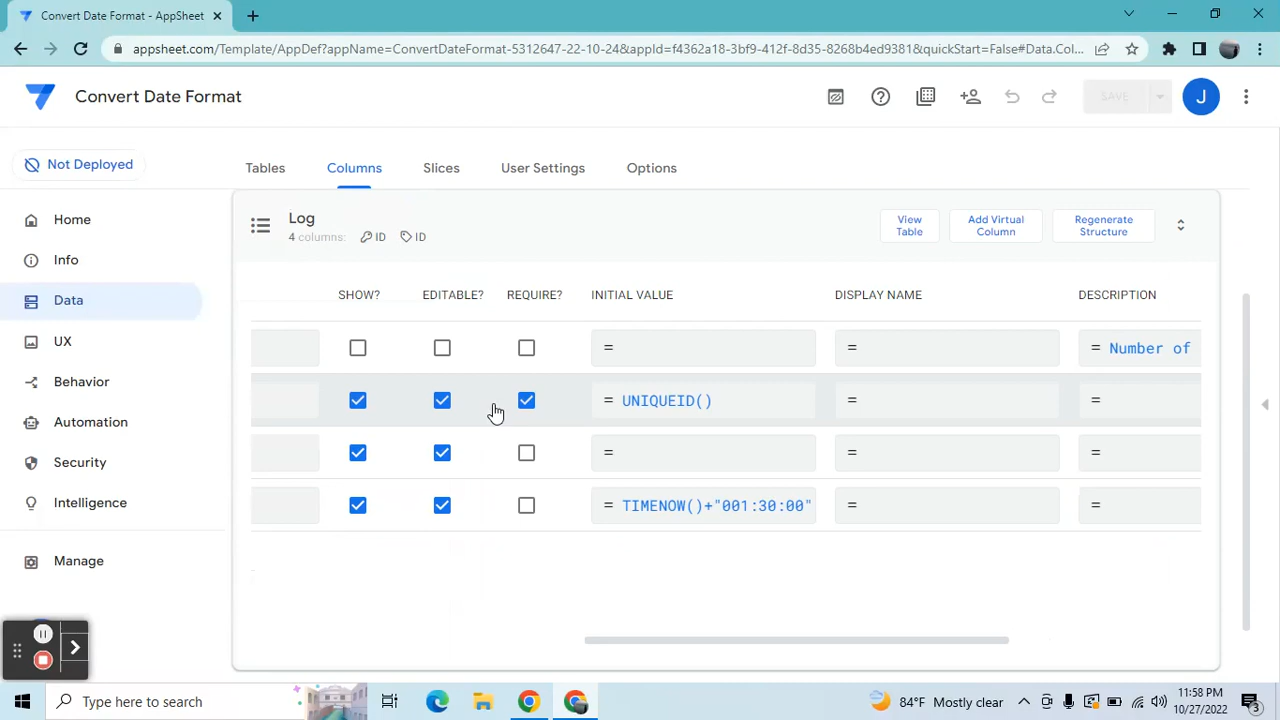 Convert Date Format
appsheet.com/Template/AppDef?appName=ConvertDateFormat-5312647-22-10-24&appId=f4362a18-3bf9-412f-8d35-8268b4ed9381&quickStart=False#Data.Col...
Convert Date Format
SAVE
J
Not Deployed
Tables
Columns
Slices
User Settings
Options
Home
Info
Data
UX
Behavior
Automation
Security
Intelligence
Manage
Log
4 columns: ID ID
View
Table
Add Virtual
Column
Regenerate
Structure
SHOW? EDITABLE? REQUIRE? INITIAL VALUE DISPLAY NAME DESCRIPTION
= = = Number of
= UNIQUEID() = =
= = =
= TIMENOW()+"001:30:00" = =
Type here to search
84°F Mostly clear
11:58 PM
10/27/2022
3